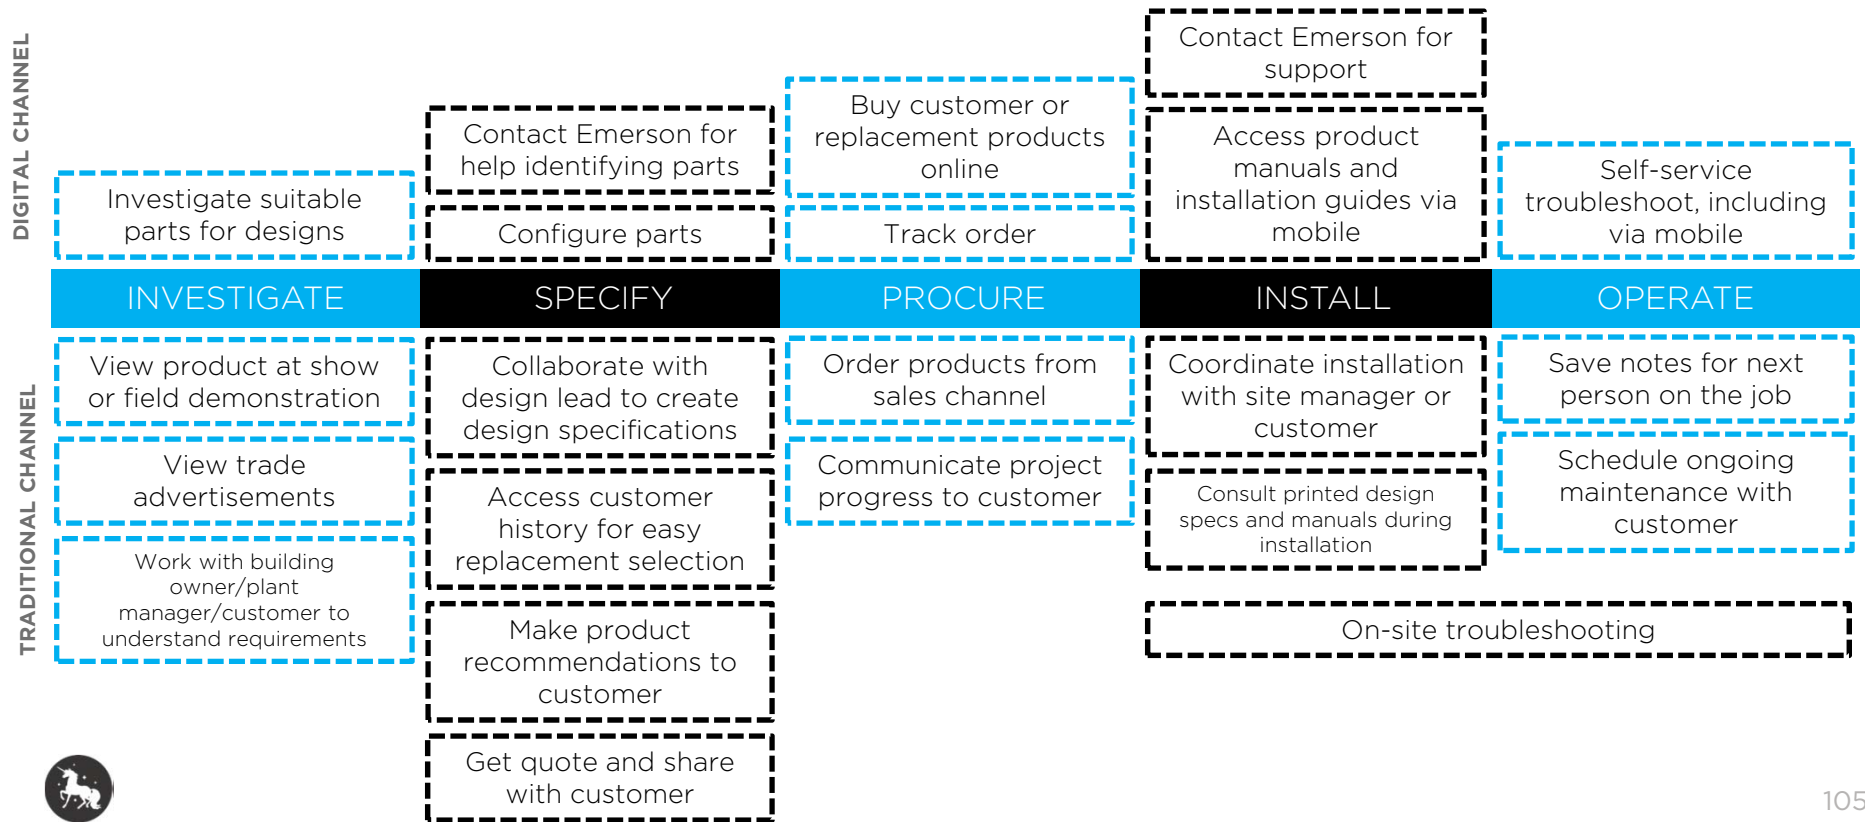 DIGITAL CHANNEL
Investigate suitable
parts for designs
Contact Emerson for
help identifying parts
Configure parts
Buy customer or
replacement products
online
Track order
Contact Emerson for
support
Access product
manuals and
installation guides via
mobile
Self-service
troubleshoot, including
via mobile
INVESTIGATE
SPECIFY
PROCURE
INSTALL
OPERATE
TRADITIONAL CHANNEL
View product at show
or field demonstration
View trade
advertisements
Work with building
owner/plant
manager/customer to
understand requirements
Collaborate with
design lead to create
design specifications
Access customer
history for easy
replacement selection
Make product
recommendations to
customer
Get quote and share
with customer
Order products from
sales channel
Communicate project
progress to customer
Coordinate installation
with site manager or
customer
Consult printed design
specs and manuals during
installation
Save notes for next
person on the job
Schedule ongoing
maintenance with
customer
On-site troubleshooting
105